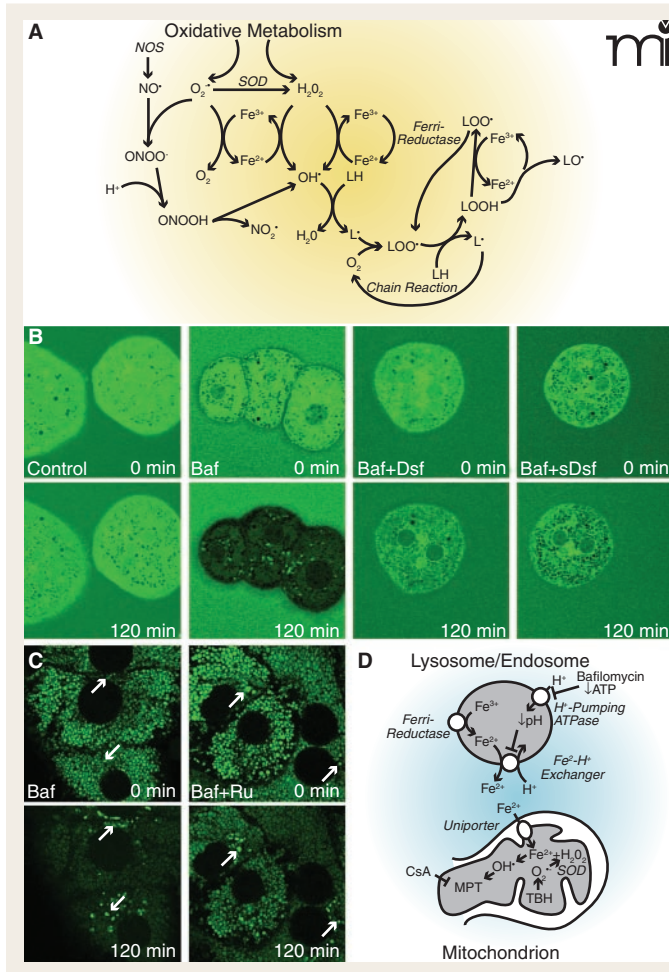 A
Oxidative Metabolism
mi
NOS
NO•
O₂•⁻
SOD
H₂0₂
Fe³⁺
Fe²⁺
Fe³⁺
Fe²⁺
O₂
ONOO⁻
H⁺
ONOOH
NO₂•
OH•
LH
H₂0
L•
O₂
LOO•
LH
Chain Reaction
Ferri-
Reductase
LOO•
Fe³⁺
Fe²⁺
LOOH
LO•
L•
B
Control 0 min
Baf 0 min
Baf+Dsf 0 min
Baf+sDsf 0 min
120 min
120 min
120 min
120 min
C
Baf 0 min
Baf+Ru 0 min
120 min
120 min
D
Lysosome/Endosome
H⁺
Bafilomycin
↓ATP
H⁺-Pumping
ATPase
Fe³⁺
↓pH
Ferri-
Reductase
Fe²⁺
Fe²-H⁺
Exchanger
Fe²⁺
H⁺
Fe²⁺
Uniporter
Fe²⁺+H₂0₂
OH•
O₂•⁻
SOD
CsA
MPT
TBH
Mitochondrion